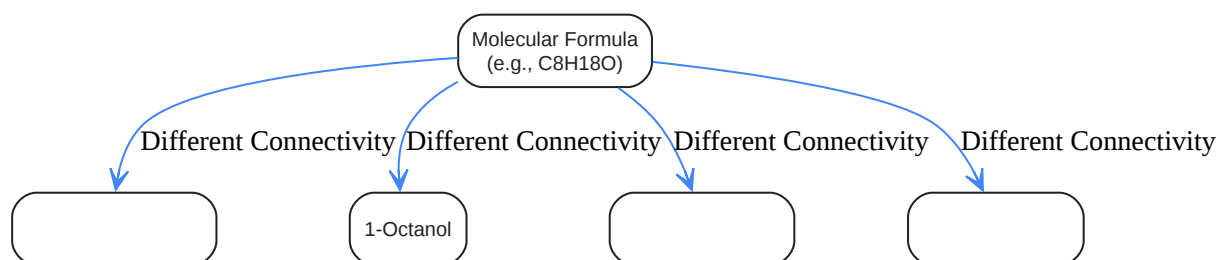 Molecular Formula
(e.g., C8H18O)
Different Connectivity
Different Connectivity
Different Connectivity
Different Connectivity
1-Octanol